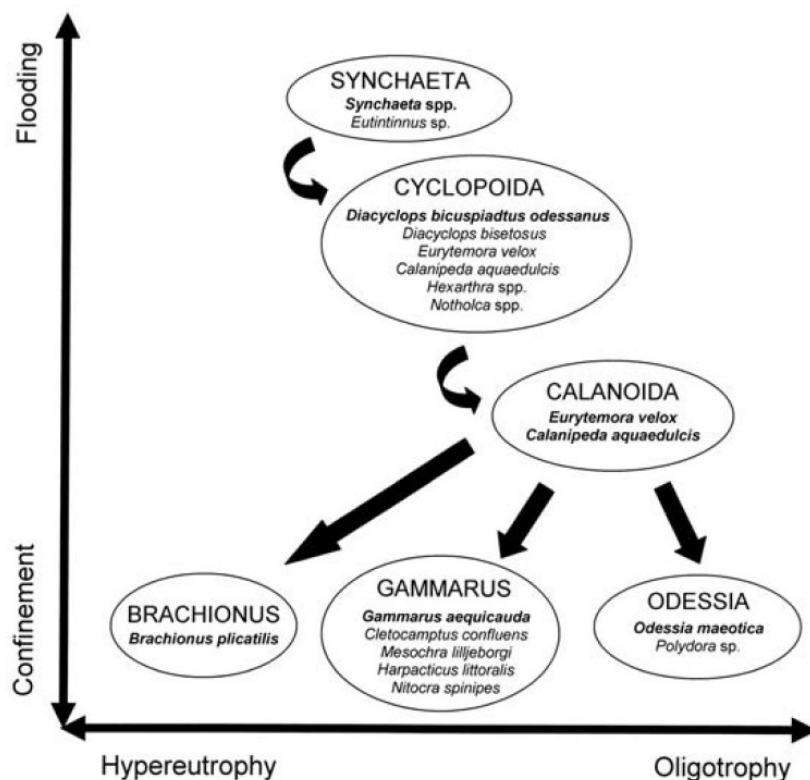 Flooding
SYNCHAETA
Synchaeta spp.
Eutintinnus sp.
CYCLOPOIDA
Diacyclops bicuspiadtus odessanus
Diacyclops bisetosus
Eurytemora velox
Calanipeda aquaedulcis
Hexarthra spp.
Notholca spp.
CALANOIDA
Eurytemora velox
Calanipeda aquaedulcis
Confinement
BRACHIONUS
Brachionus plicatilis
GAMMARUS
Gammarus aequicauda
Cletocamptus confluens
Mesochra lilljeborgi
Harpacticus littoralis
Nitocra spinipes
ODESSIA
Odessia maeotica
Polydora sp.
Hypereutrophy
Oligotrophy